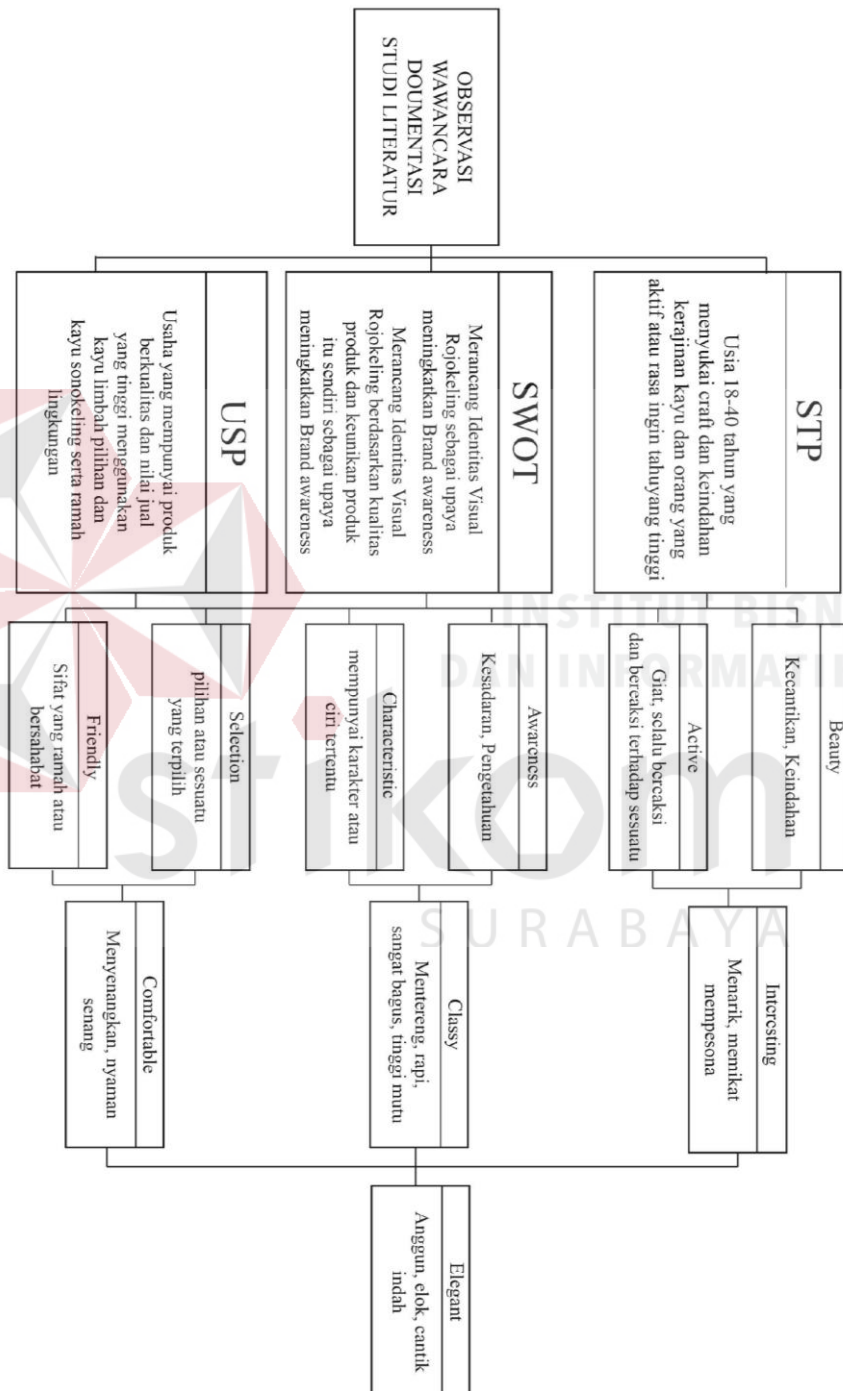 OBSERVASI
WAWANCARA
DOUMENTASI
STUDI LITERATUR
STP
Usia 18-40 tahun yang
menyukai craft dan keindahan
kerajinan kayu dan orang yang
aktif atau rasa ingin tahuyang tinggi
SWOT
Merancang Identitas Visual
Rojokeling sebagai upaya
meningkatkan Brand awareness
Merancang Identitas Visual
Rojokeling berdasarkan kualitas
produk dan keunikan produk
itu sendiri sebagai upaya
meningkatkan Brand awareness
USP
Usaha yang mempunyai produk
berkualitas dan nilai jual
yang tinggi menggunakan
kayu limbah pilihan dan
kayu sonokeling serta ramah
lingkungan
Beauty
Kecantikan, Keindahan
Active
Giat, selalu bereaksi
dan bereaksi terhadap sesuatu
Awareness
Kesadaran, Pengetahuan
Characteristic
mempunyai karakter atau
ciri tertentu
Selection
pilihan atau sesuatu
yang terpilih
Friendly
Sifat yang ramah atau
bersahabat
Interesting
Menarik, memikat
mempesona
Classy
Mentereng, rapi,
sangat bagus, tinggi mutu
Comfortable
Menyenangkan, nyaman
senang
Elegant
Anggun, elok, cantik
indah
INSTITUT BISN
DAN INFORMATIK
stikom
SURABAYA